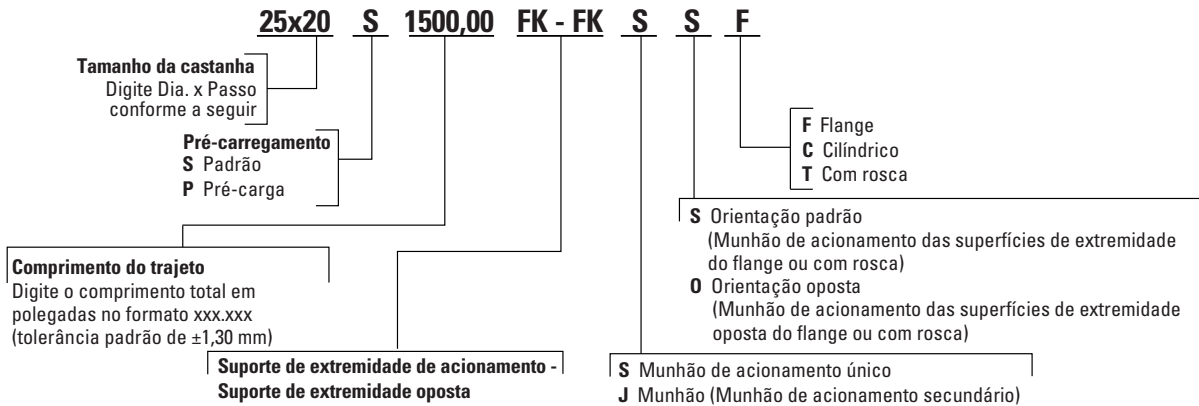 25x20 S 1500,00 FK - FK S S F
Tamanho da castanha
Digite Dia. x Passo
conforme a seguir
Pré-carregamento
S Padrão
P Pré-carga
Comprimento do trajeto
Digite o comprimento total em
polegadas no formato xxx.xxx
(tolerância padrão de ±1,30 mm)
Suporte de extremidade de acionamento -
Suporte de extremidade oposta
F Flange
C Cilíndrico
T Com rosca
S Orientação padrão
(Munhão de acionamento das superfícies de extremidade
do flange ou com rosca)
O Orientação oposta
(Munhão de acionamento das superfícies de extremidade
oposta do flange ou com rosca)
S Munhão de acionamento único
J Munhão (Munhão de acionamento secundário)